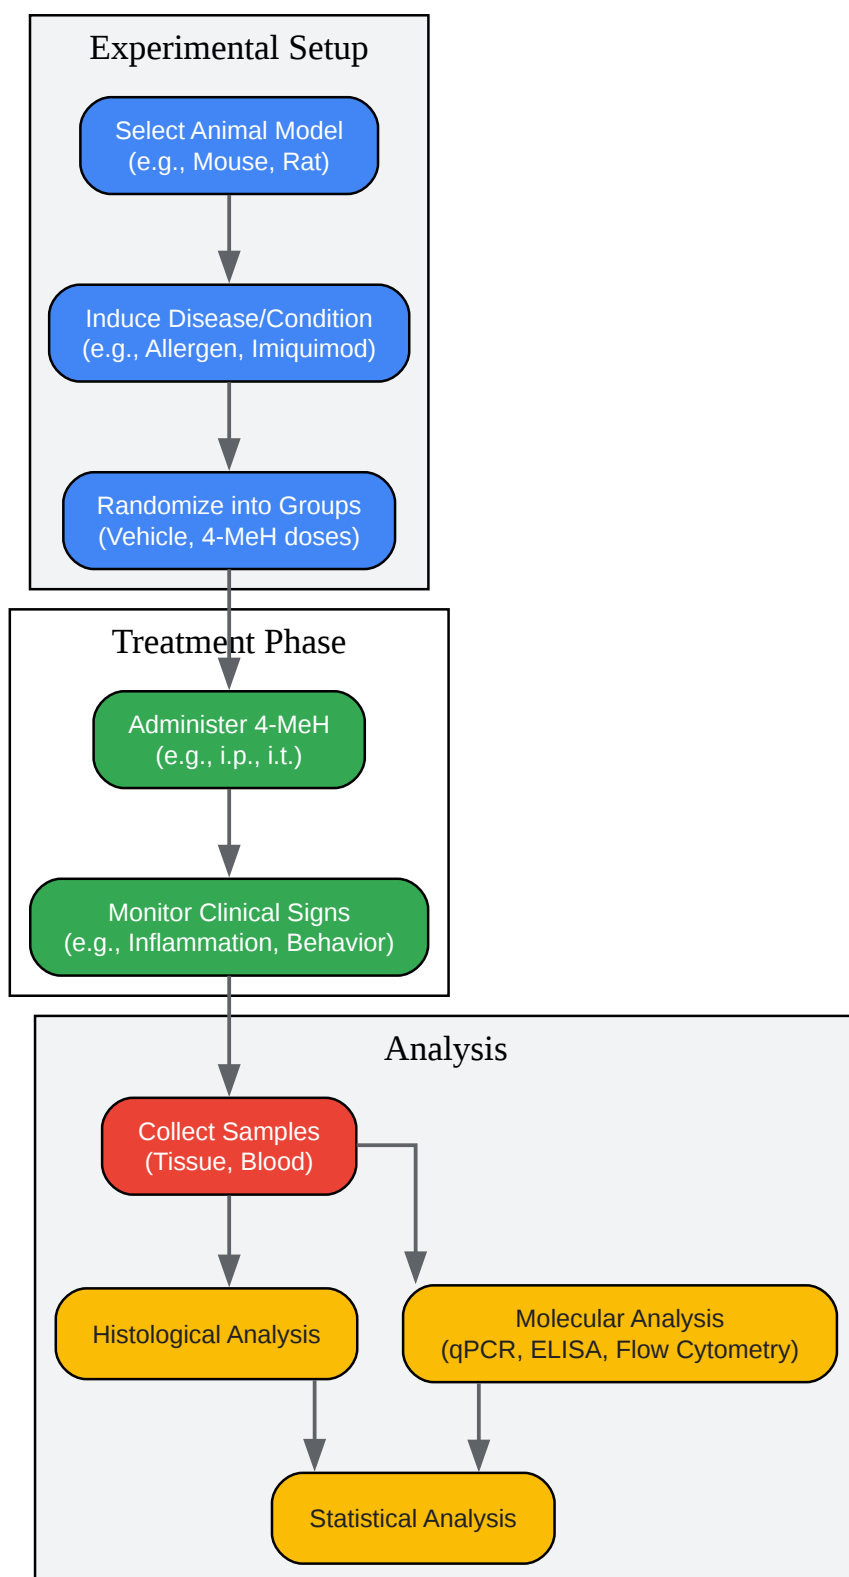 Experimental Setup
Select Animal Model
(e.g., Mouse, Rat)
Induce Disease/Condition
(e.g., Allergen, Imiquimod)
Randomize into Groups
(Vehicle, 4-MeH doses)
Treatment Phase
Administer 4-MeH
(e.g., i.p., i.t.)
Monitor Clinical Signs
(e.g., Inflammation, Behavior)
Analysis
Collect Samples
(Tissue, Blood)
Histological Analysis
Molecular Analysis
(qPCR, ELISA, Flow Cytometry)
Statistical Analysis